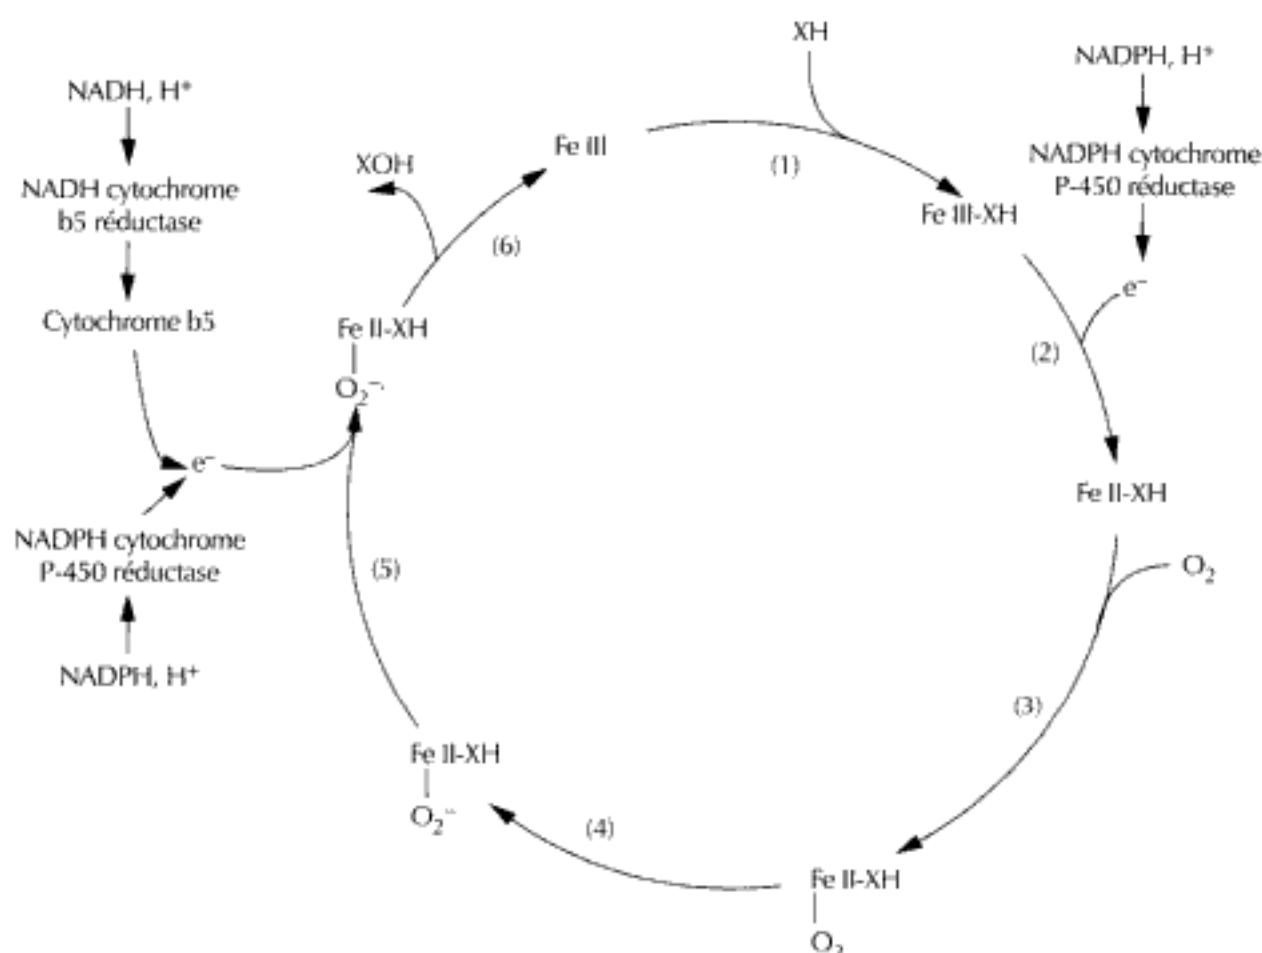 XH
NADPH, H⁺
NADH, H⁺
Fe III
XOH
(1)
NADPH cytochrome
P-450 réductase
NADH cytochrome
b5 réductase
Fe III-XH
(6)
e⁻
Cytochrome b5
Fe II-XH
O₂⁻
(2)
e⁻
Fe II-XH
NADPH cytochrome
P-450 réductase
(5)
O₂
NADPH, H⁺
(3)
Fe II-XH
O₂⁻
(4)
Fe II-XH
O₂